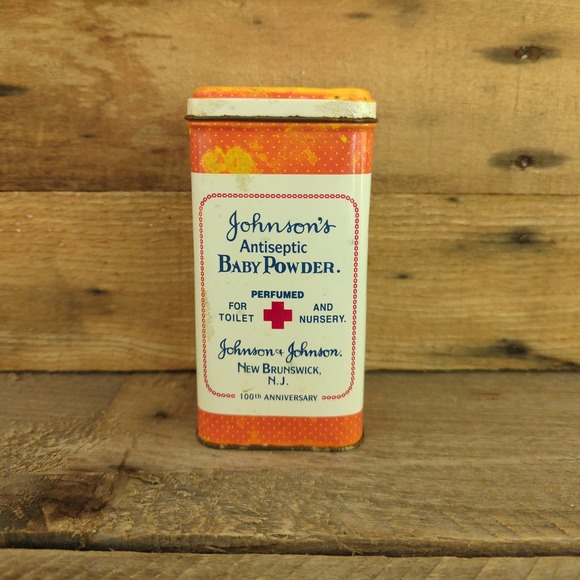 Johnson's
Antiseptic
BABY POWDER.
PERFUMED
FOR AND
TOILET NURSERY.
Johnson & Johnson.
NEW BRUNSWICK,
N.J.
100th ANNIVERSARY